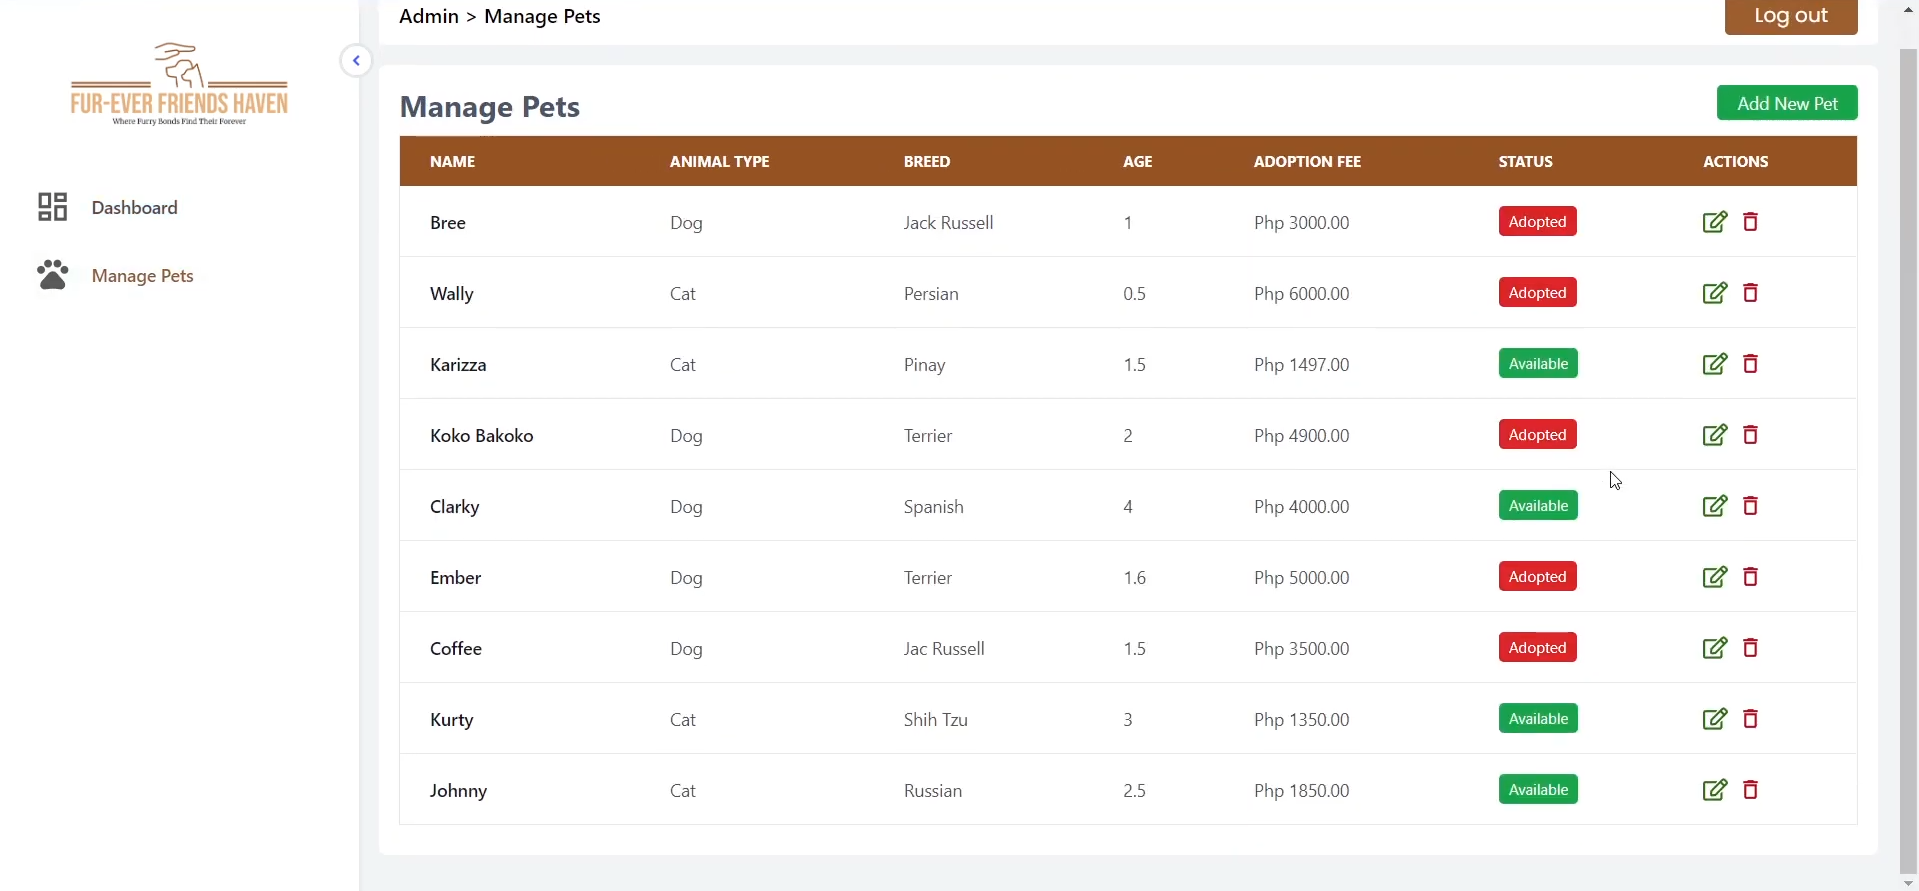 Admin > Manage Pets
Log out
FUR-EVER FRIENDS HAVEN
Where Furry Bonds Find Their Forever
Dashboard
Manage Pets
Manage Pets
Add New Pet
NAME ANIMAL TYPE BREED AGE ADOPTION FEE STATUS ACTIONS
Bree Dog Jack Russell 1 Php 3000.00 Adopted
Wally Cat Persian 0.5 Php 6000.00 Adopted
Karizza Cat Pinay 1.5 Php 1497.00 Available
Koko Bakoko Dog Terrier 2 Php 4900.00 Adopted
Clarky Dog Spanish 4 Php 4000.00 Available
Ember Dog Terrier 1.6 Php 5000.00 Adopted
Coffee Dog Jac Russell 1.5 Php 3500.00 Adopted
Kurty Cat Shih Tzu 3 Php 1350.00 Available
Johnny Cat Russian 2.5 Php 1850.00 Available